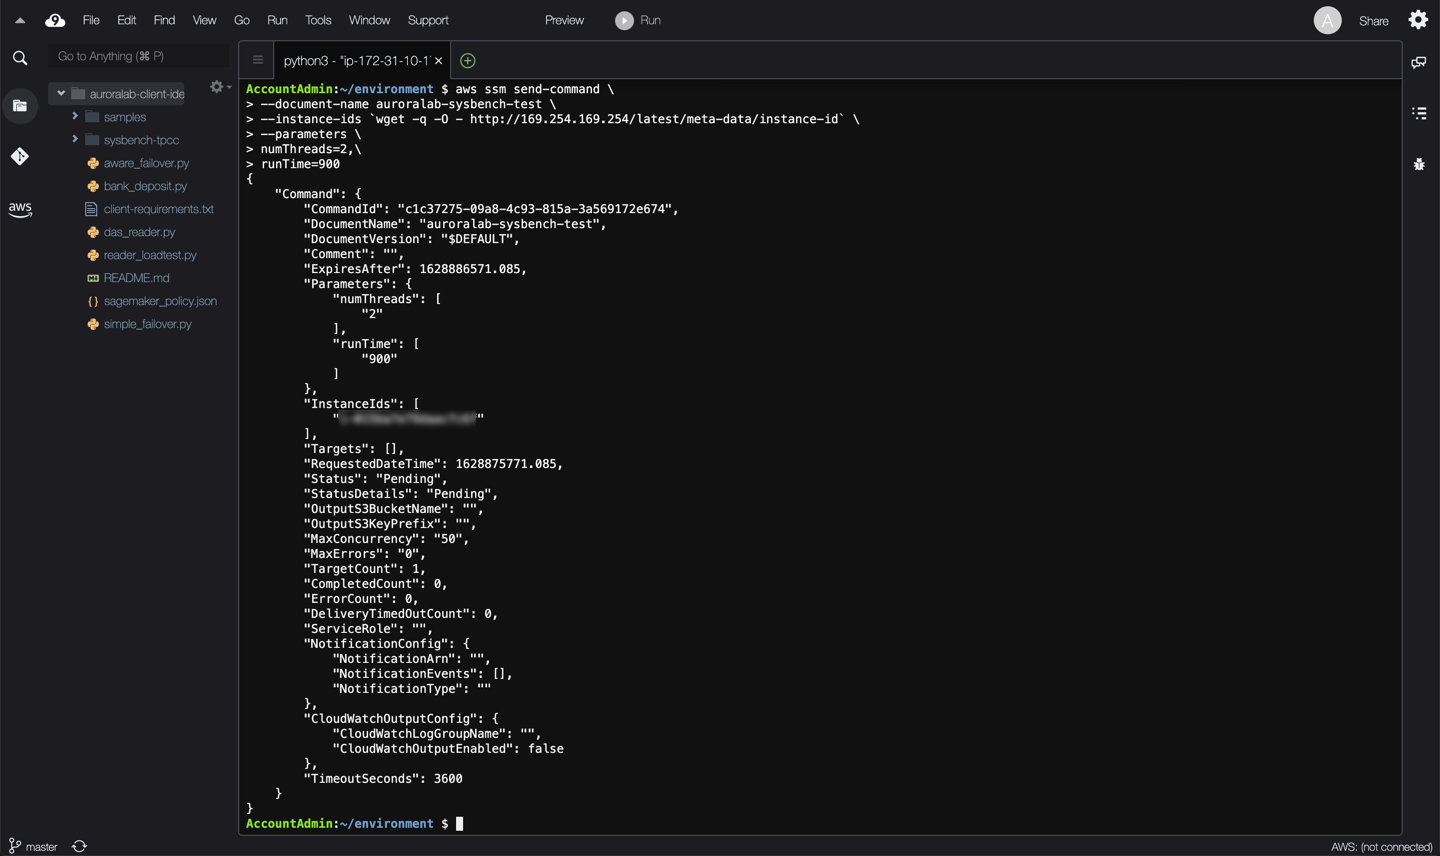 9 File Edit Find View Go Run Tools Window Support Preview Run A Share
Go to Anything (⌘ P)
python3 - "ip-172-31-10-1 ×
auroralab-client-ide
samples
sysbench-tpcc
aware_failover.py
bank_deposit.py
client-requirements.txt
das_reader.py
reader_loadtest.py
README.md
sagemaker_policy.json
simple_failover.py
aws
AccountAdmin:~/environment $ aws ssm send-command \
> --document-name auroralab-sysbench-test \
> --instance-ids `wget -q -O - http://169.254.169.254/latest/meta-data/instance-id` \
> --parameters \
> numThreads=2,\
> runTime=900
{
    "Command": {
        "CommandId": "c1c37275-09a8-4c93-815a-3a569172e674",
        "DocumentName": "auroralab-sysbench-test",
        "DocumentVersion": "$DEFAULT",
        "Comment": "",
        "ExpiresAfter": 1628886571.085,
        "Parameters": {
            "numThreads": [
                "2"
            ],
            "runTime": [
                "900"
            ]
        },
        "InstanceIds": [
            " "
        ],
        "Targets": [],
        "RequestedDateTime": 1628875771.085,
        "Status": "Pending",
        "StatusDetails": "Pending",
        "OutputS3BucketName": "",
        "OutputS3KeyPrefix": "",
        "MaxConcurrency": "50",
        "MaxErrors": "0",
        "TargetCount": 1,
        "CompletedCount": 0,
        "ErrorCount": 0,
        "DeliveryTimedOutCount": 0,
        "ServiceRole": "",
        "NotificationConfig": {
            "NotificationArn": "",
            "NotificationEvents": [],
            "NotificationType": ""
        },
        "CloudWatchOutputConfig": {
            "CloudWatchLogGroupName": "",
            "CloudWatchOutputEnabled": false
        },
        "TimeoutSeconds": 3600
    }
}
AccountAdmin:~/environment $
master
AWS: (not connected)